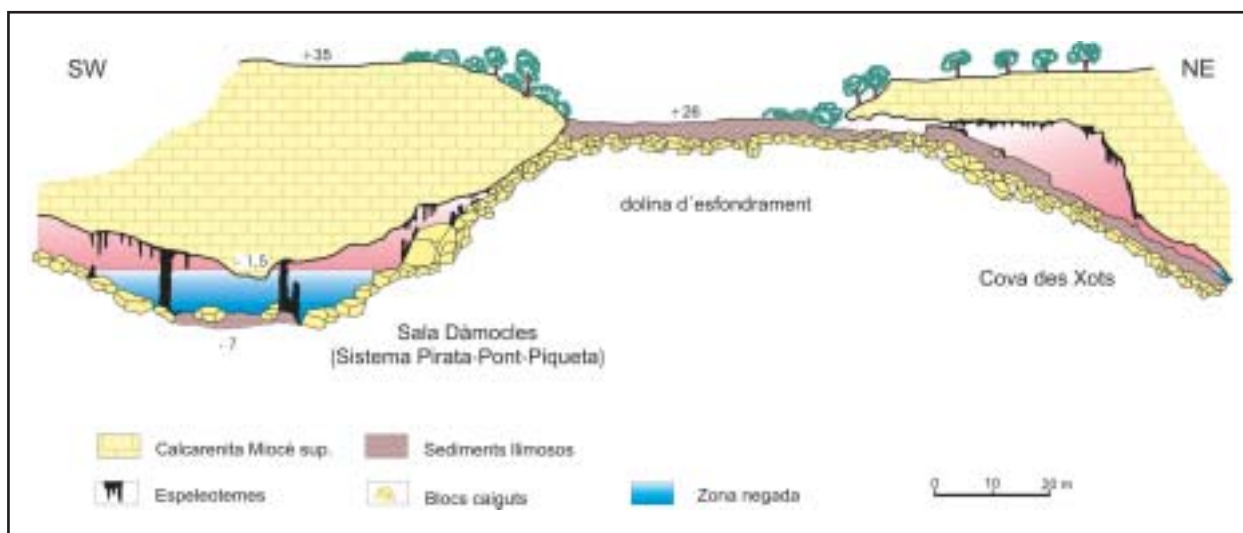 SW
+35
NE
+26
dolina d'esfondrament
- 1,5
Cova des Xots
Sala Dàmocles
(Sistema Pirata-Pont-Piqueta)
- 7
Calcarenita Miocè sup.
Sediments llimosos
Espeleotemes
Blocs caiguts
Zona negada
0 10 20 m